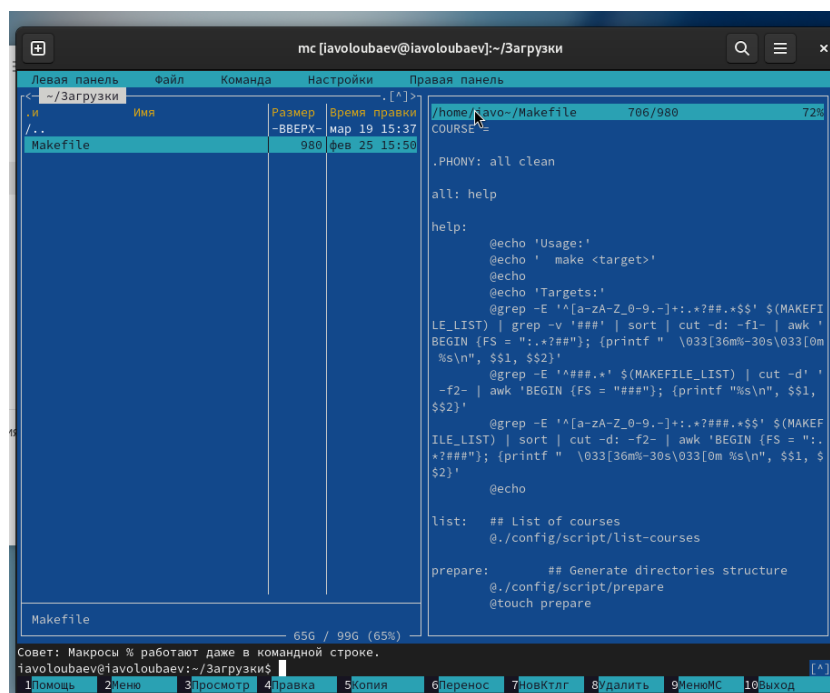 mc [iavoloubaev@iavoloubaev]:~/Загрузки
Левая панель Файл Команда Настройки Правая панель
<— ~/Загрузки .[^]>
.и Имя Размер Время правки
/.. -ВВЕРХ- мар 19 15:37
Makefile 980 фев 25 15:50
Makefile
65G / 99G (65%)
/home/iavo~/Makefile 706/980 72%
COURSE =
.PHONY: all clean
all: help
help:
@echo 'Usage:'
@echo '  make <target>'
@echo
@echo 'Targets:'
@grep -E '^[a-zA-Z_0-9.-]+:.*?##.*$$' $(MAKEFI
LE_LIST) | grep -v '###' | sort | cut -d: -f1- | awk '
BEGIN {FS = ":.*?##"}; {printf "  \033[36m%-30s\033[0m
%s\n", $$1, $$2}'
@grep -E '^###.*' $(MAKEFILE_LIST) | cut -d' '
-f2- | awk 'BEGIN {FS = "###"}; {printf "%s\n", $$1,
$$2}'
@grep -E '^[a-zA-Z_0-9.-]+:.*?###.*$$' $(MAKEF
ILE_LIST) | sort | cut -d: -f2- | awk 'BEGIN {FS = ":.
*?###"}; {printf "  \033[36m%-30s\033[0m %s\n", $$1, $
$2}'
@echo
list: ## List of courses
@./config/script/list-courses
prepare: ## Generate directories structure
@./config/script/prepare
@touch prepare
Совет: Макросы % работают даже в командной строке.
iavoloubaev@iavoloubaev:~/Загрузки$ [^]
1Помощь 2Меню 3Просмотр 4Правка 5Копия 6Перенос 7НовКтлг 8Удалить 9МенюMC 10Выход